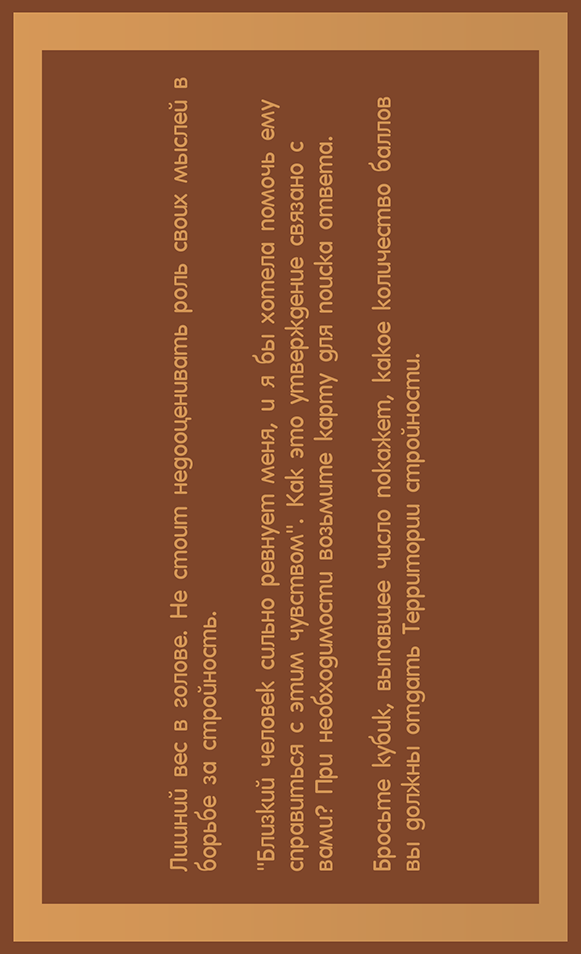 Лишний вес в голове. Не стоит недооценивать роль своих мыслей в
борьбе за стройность.
"Близкий человек сильно ревнует меня, и я бы хотела помочь ему
справиться с этим чувством". Как это утверждение связано с
вами? При необходимости возьмите карту для поиска ответа.
Бросьте кубик, выпавшее число покажет, какое количество баллов
вы должны отдать Территории стройности.